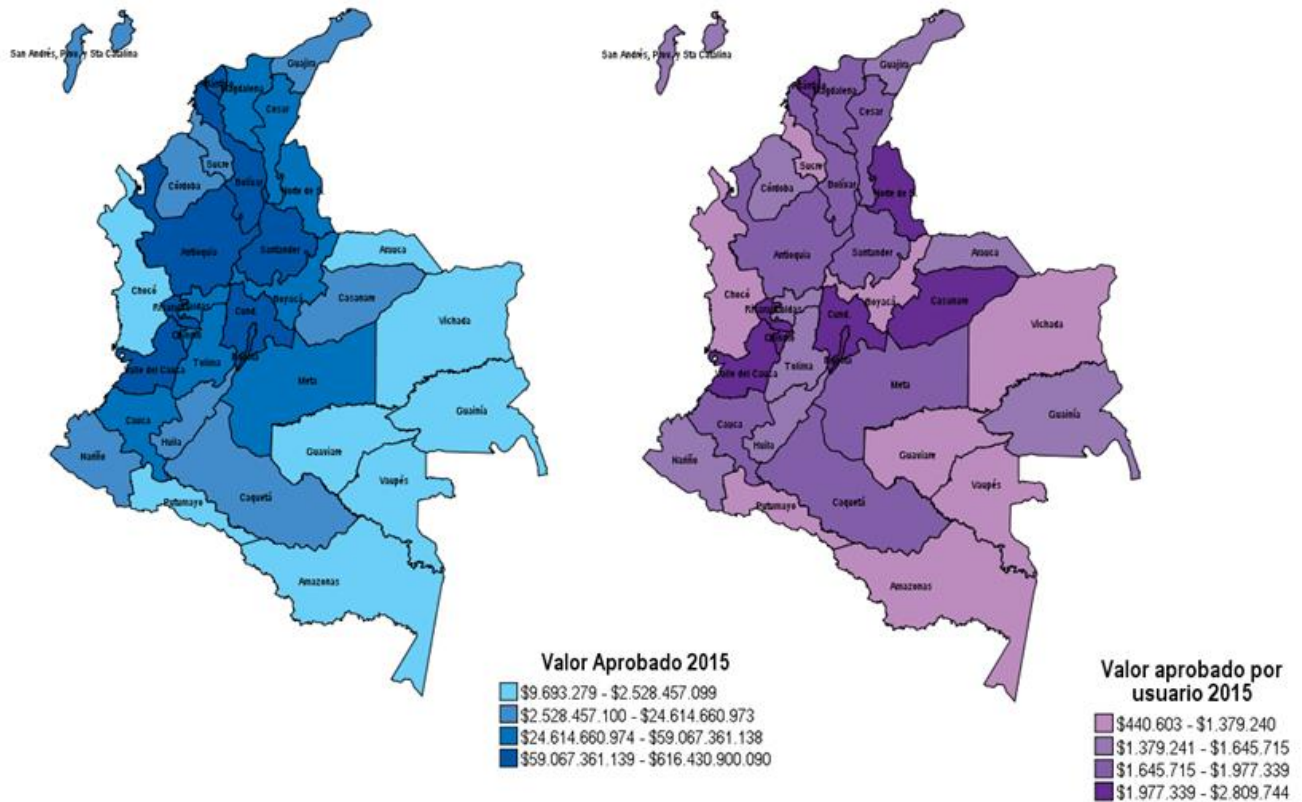 San Andrés, Prov. y Sta Catalina
Guajira
Magdalena
Cesar
Sucre
Córdoba
Bolívar
Norte de S.
Antioquia
Santander
Arauca
Chocó
Boyacá
Casanare
Cund.
Vichada
Quindío
Tolima
Valle del Cauca
Meta
Cauca
Guainía
Huila
Guaviare
Nariño
Vaupés
Caquetá
Putumayo
Amazonas
Valor Aprobado 2015
$9.693.279 - $2.528.457.099
$2.528.457.100 - $24.614.660.973
$24.614.660.974 - $59.067.361.138
$59.067.361.139 - $616.430.900.090
San Andrés, Prov. y Sta Catalina
Guajira
Magdalena
Cesar
Sucre
Córdoba
Bolívar
Norte de S.
Antioquia
Santander
Arauca
Chocó
Boyacá
Casanare
Cund.
Vichada
Quindío
Tolima
Valle del Cauca
Meta
Cauca
Guainía
Huila
Guaviare
Nariño
Vaupés
Caquetá
Putumayo
Amazonas
Valor aprobado por
usuario 2015
$440.603 - $1.379.240
$1.379.241 - $1.645.715
$1.645.715 - $1.977.339
$1.977.339 - $2.809.744